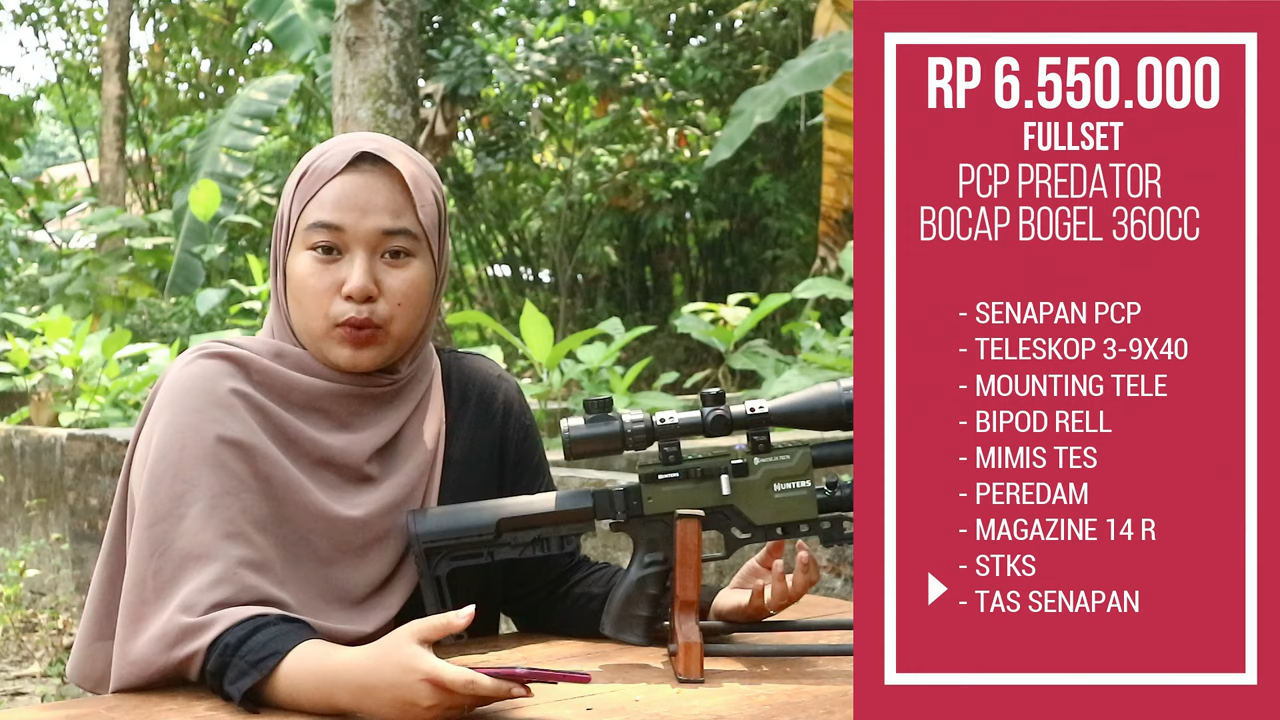 RP 6.550.000
FULLSET
PCP PREDATOR
BOCAP BOGEL 360CC
- SENAPAN PCP
- TELESKOP 3-9X40
- MOUNTING TELE
- BIPOD RELL
- MIMIS TES
- PEREDAM
- MAGAZINE 14 R
- STKS
- TAS SENAPAN
HUNTERS
HUNTERS